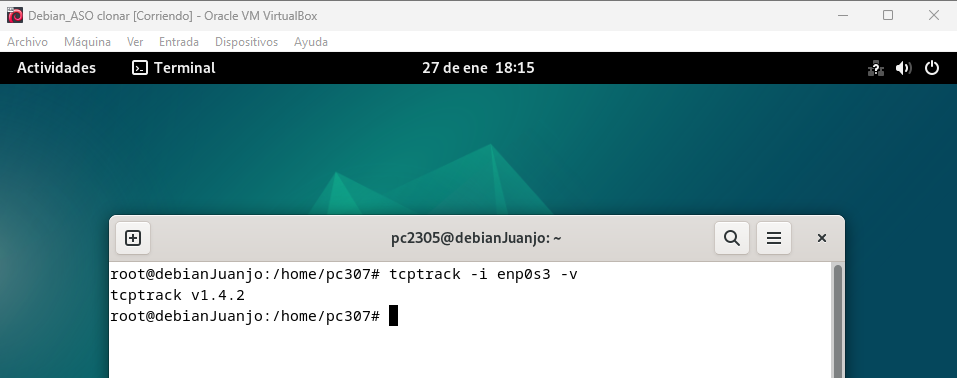 Debian_ASO clonar [Corriendo] - Oracle VM VirtualBox
Archivo Máquina Ver Entrada Dispositivos Ayuda
Actividades Terminal 27 de ene 18:15
pc2305@debianJuanjo: ~
root@debianJuanjo:/home/pc307# tcptrack -i enp0s3 -v
tcptrack v1.4.2
root@debianJuanjo:/home/pc307#